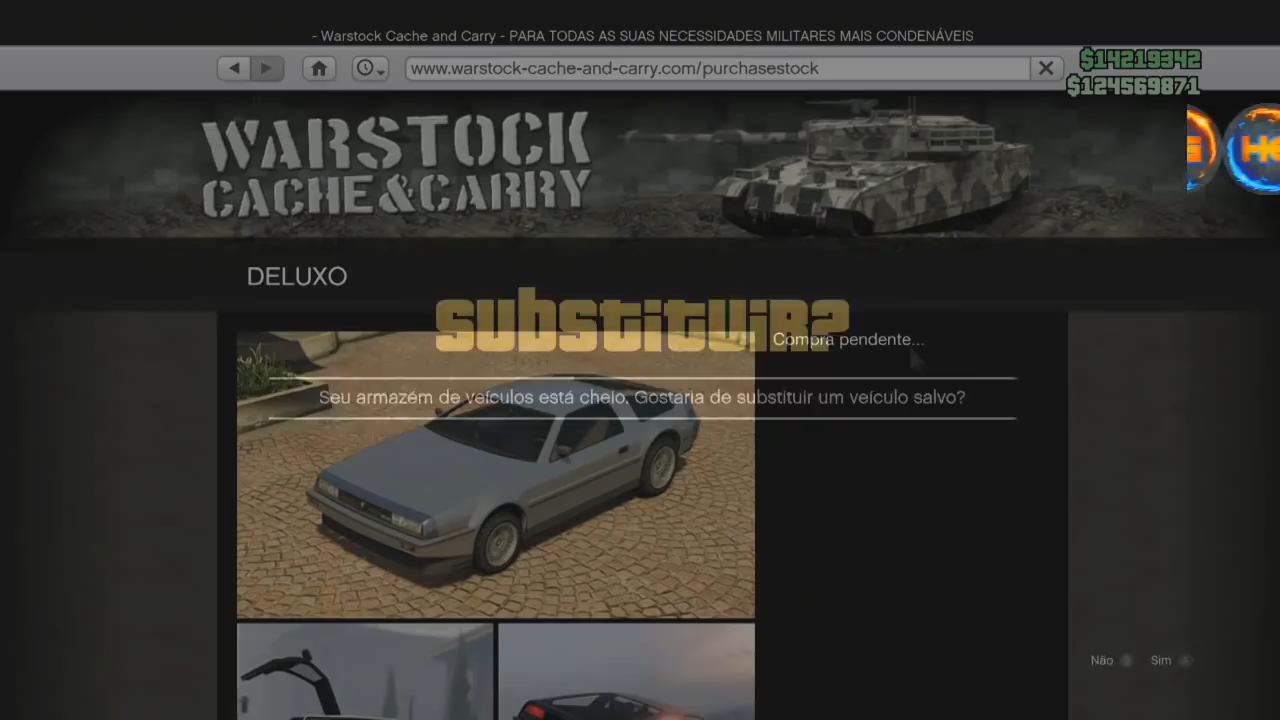 - Warstock Cache and Carry - PARA TODAS AS SUAS NECESSIDADES MILITARES MAIS CONDENÁVEIS
www.warstock-cache-and-carry.com/purchasestock
$14219342
$124569871
WARSTOCK
CACHE&CARRY
DELUXO
substituir?
Compra pendente...
Seu armazém de veículos está cheio. Gostaria de substituir um veículo salvo?
Não Sim